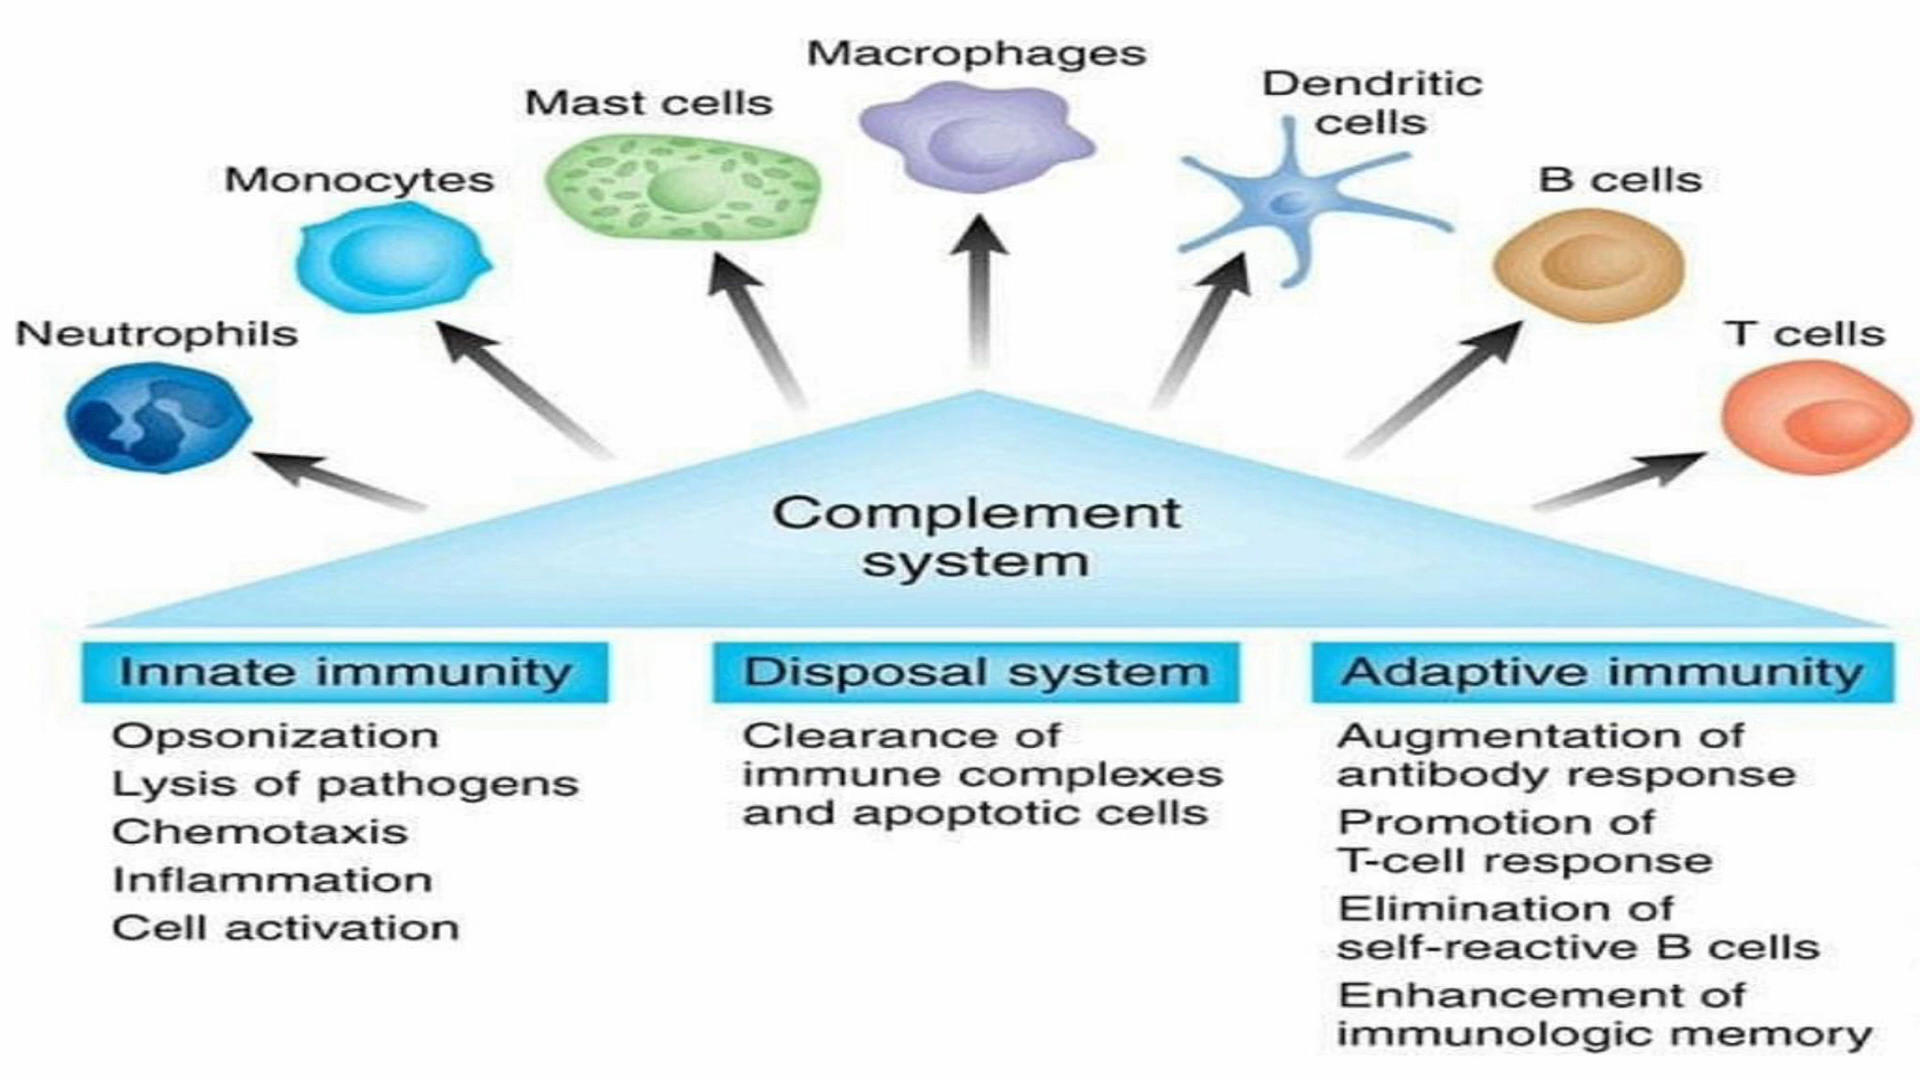 Macrophages
Dendritic
cells
Mast cells
Monocytes
B cells
Neutrophils
T cells
Complement
system
Innate immunity
Opsonization
Lysis of pathogens
Chemotaxis
Inflammation
Cell activation
Disposal system
Clearance of
immune complexes
and apoptotic cells
Adaptive immunity
Augmentation of
antibody response
Promotion of
T-cell response
Elimination of
self-reactive B cells
Enhancement of
immunologic memory